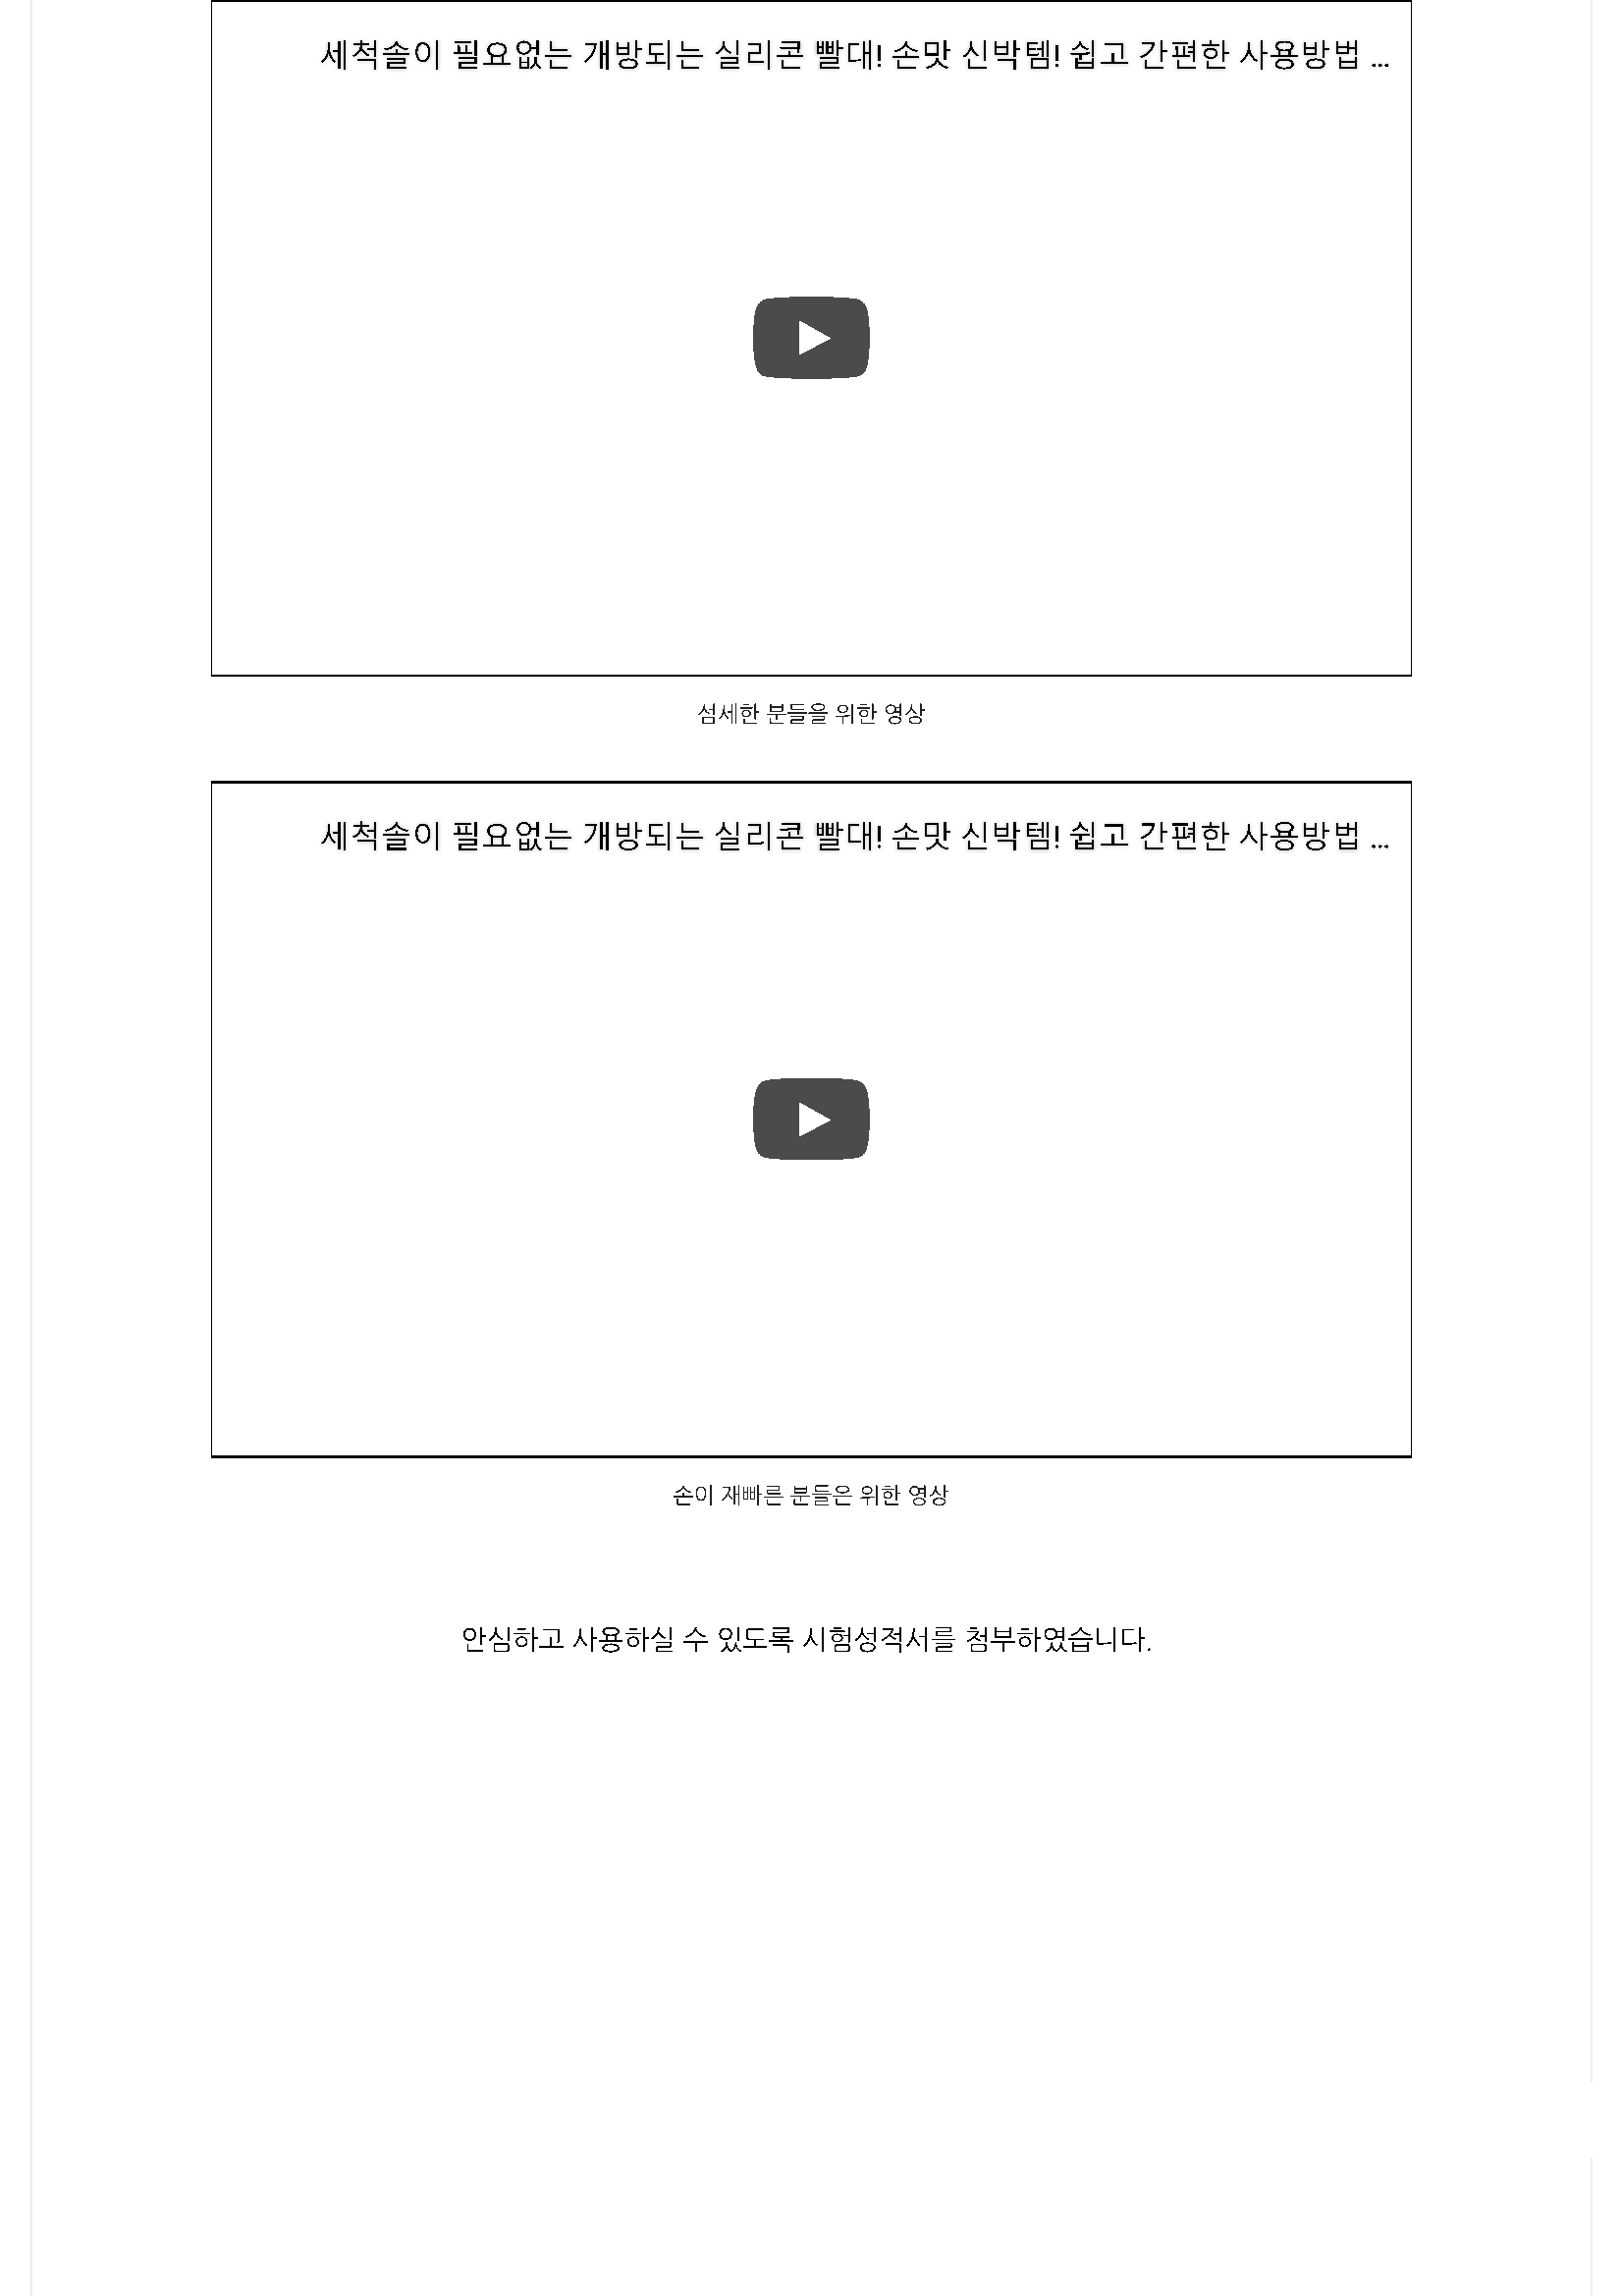 세척솔이 필요없는 개방되는 실리콘 빨대! 손맛 신박템! 쉽고 간편한 사용방법 ...
섬세한 분들을 위한 영상
세척솔이 필요없는 개방되는 실리콘 빨대! 손맛 신박템! 쉽고 간편한 사용방법 ...
손이 재빠른 분들은 위한 영상
안심하고 사용하실 수 있도록 시험성적서를 첨부하였습니다.